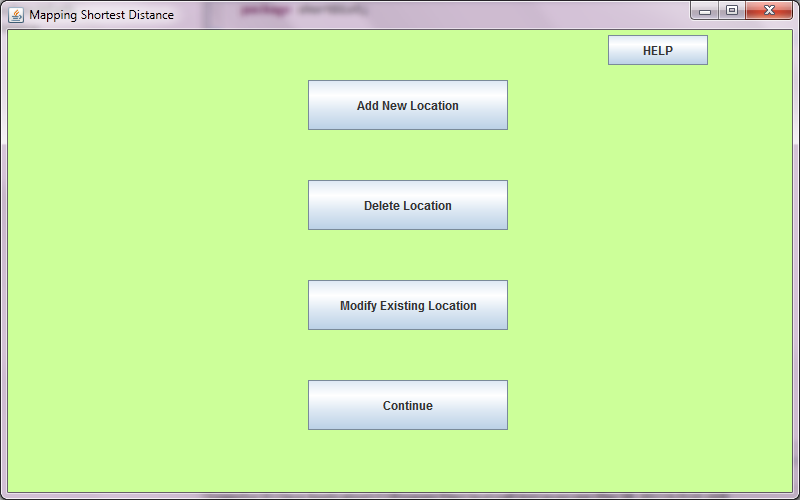 Mapping Shortest Distance
HELP
Add New Location
Delete Location
Modify Existing Location
Continue